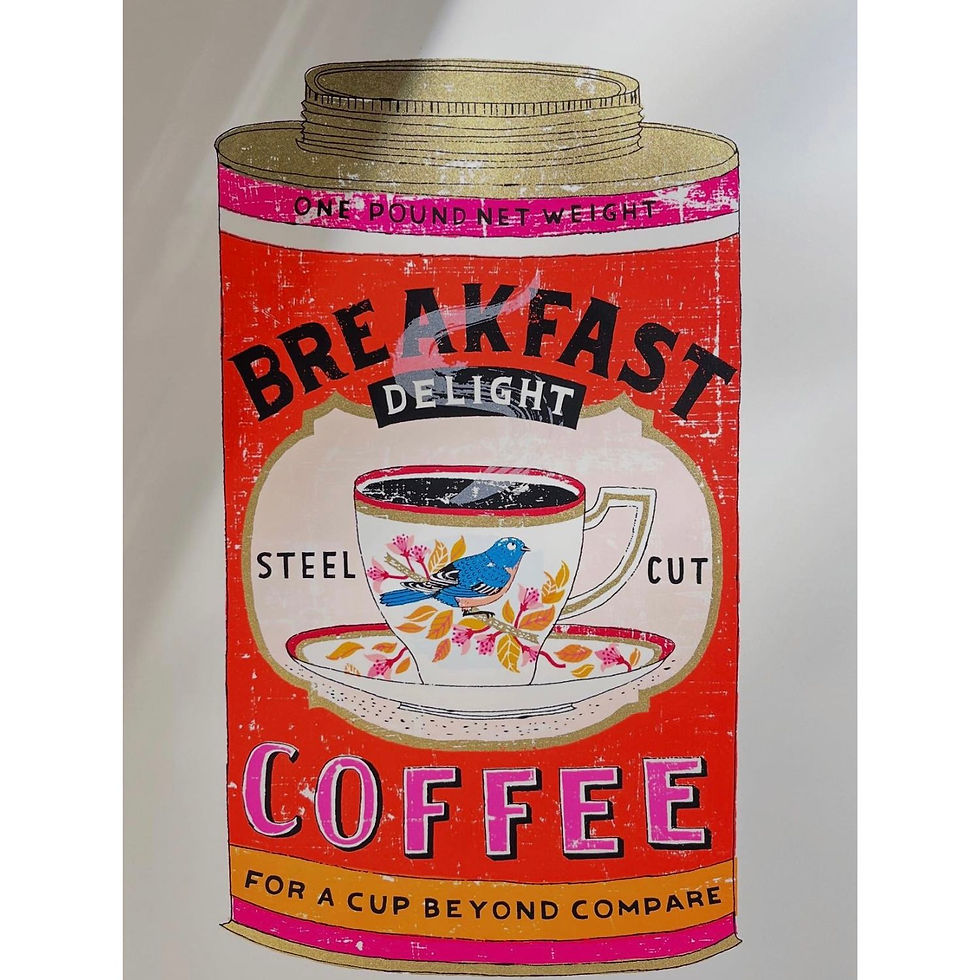 ONE POUND NET WEIGHT
BREAKFAST
DELIGHT
STEEL CUT
COFFEE
FOR A CUP BEYOND COMPARE